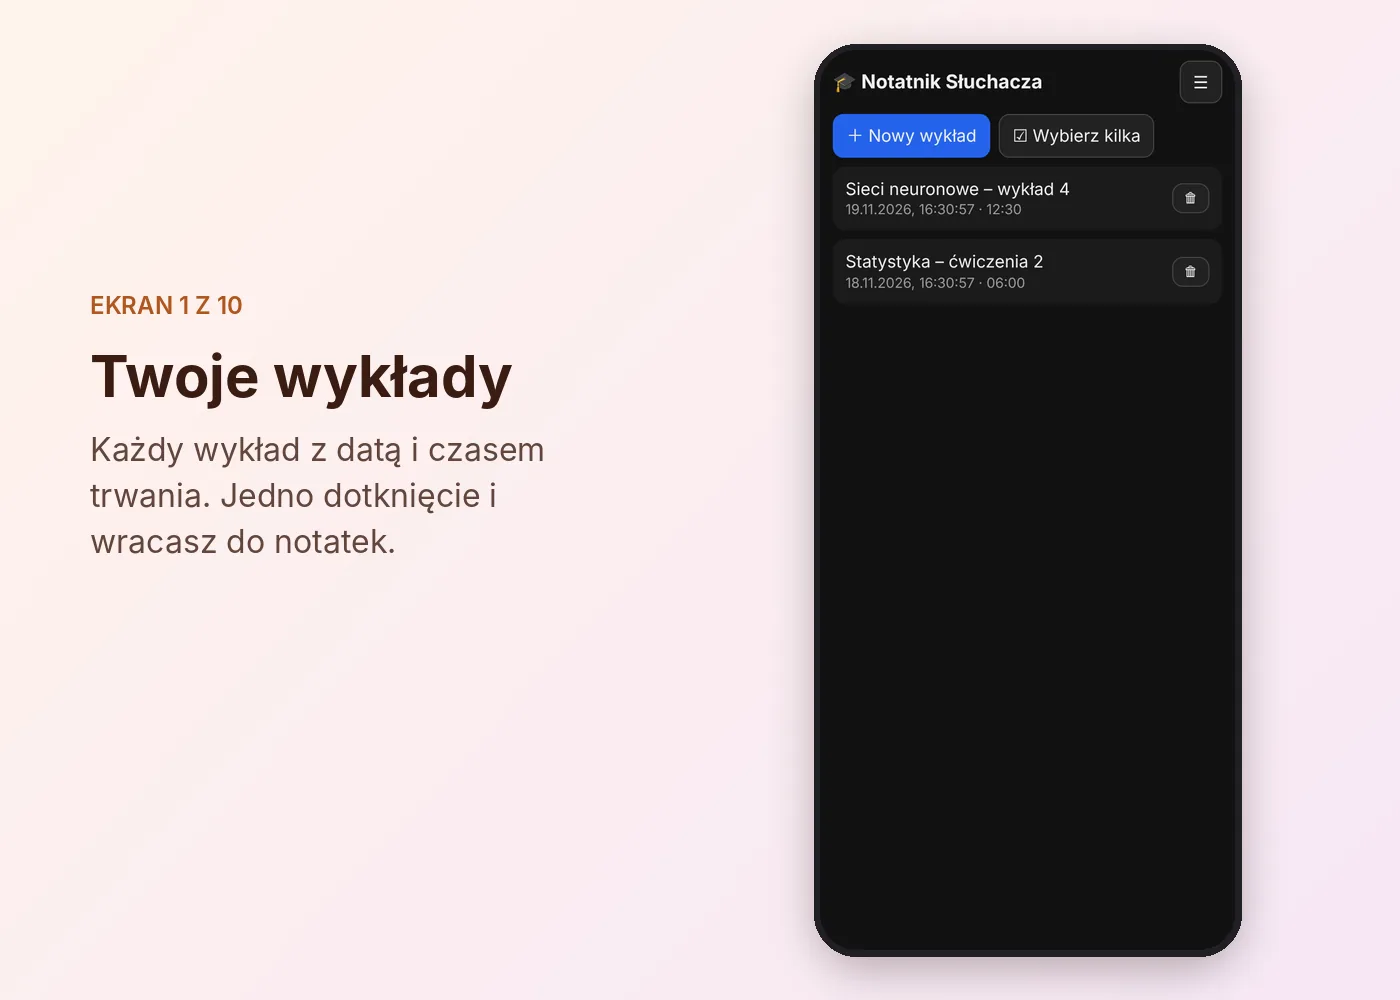 EKRAN 1 Z 10
Twoje wykłady
Każdy wykład z datą i czasem
trwania. Jedno dotknięcie i
wracasz do notatek.
🎓 Notatnik Słuchacza
☰
+ Nowy wykład
☑ Wybierz kilka
Sieci neuronowe – wykład 4
19.11.2026, 16:30:57 · 12:30
Statystyka – ćwiczenia 2
18.11.2026, 16:30:57 · 06:00